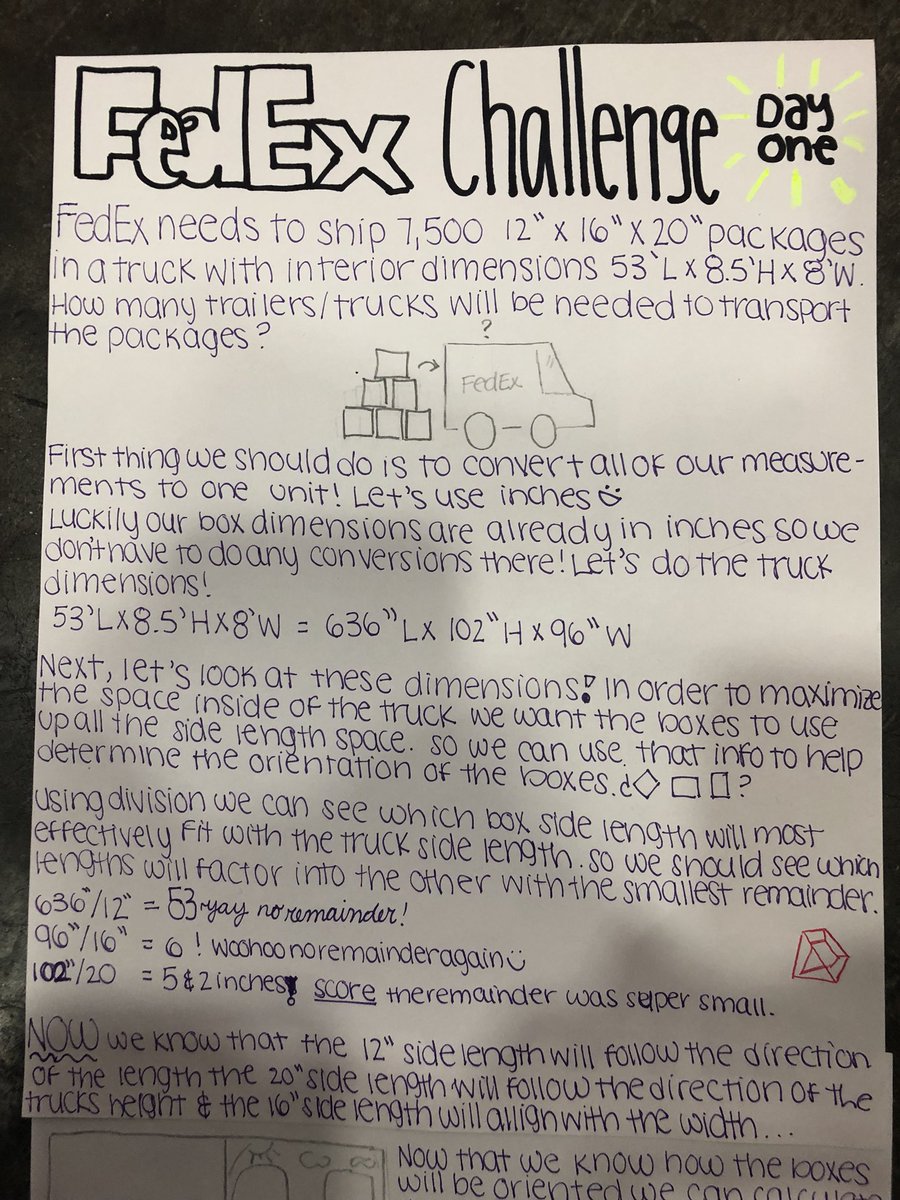 FedEx Challenge Day one
FedEx needs to ship 7,500 12" x 16" x 20" packages
in a truck with interior dimensions 53'L x 8.5'H x 8'W.
How many trailers/trucks will be needed to transport
the packages?
?
FedEx
First thing we should do is to convert all of our measure-
ments to one unit! Let's use inches
Luckily our box dimensions are already in inches so we
don't have to do any conversions there! Let's do the truck
dimensions!
53'L x 8.5'H x 8'W = 636" L x 102" H x 96" W
Next, let's look at these dimensions! In order to maximize
the space inside of the truck we want the boxes to use
up all the side length space. So we can use that info to help
determine the orientation of the boxes. ¿ ?
Using division we can see which box side length will most
effectively fit with the truck side length. So we should see which
lengths will factor into the other with the smallest remainder.
636"/12" = 53 - yay no remainder!
96"/16" = 6 ! woohoo no remainder again
102"/20 = 5 & 2 inches! score the remainder was super small.
NOW we know that the 12" side length will follow the direction
of the length the 20" side length will follow the direction of the
trucks height & the 16" side length will allign with the width...
Now that we know how the boxes
will be oriented we can calculate